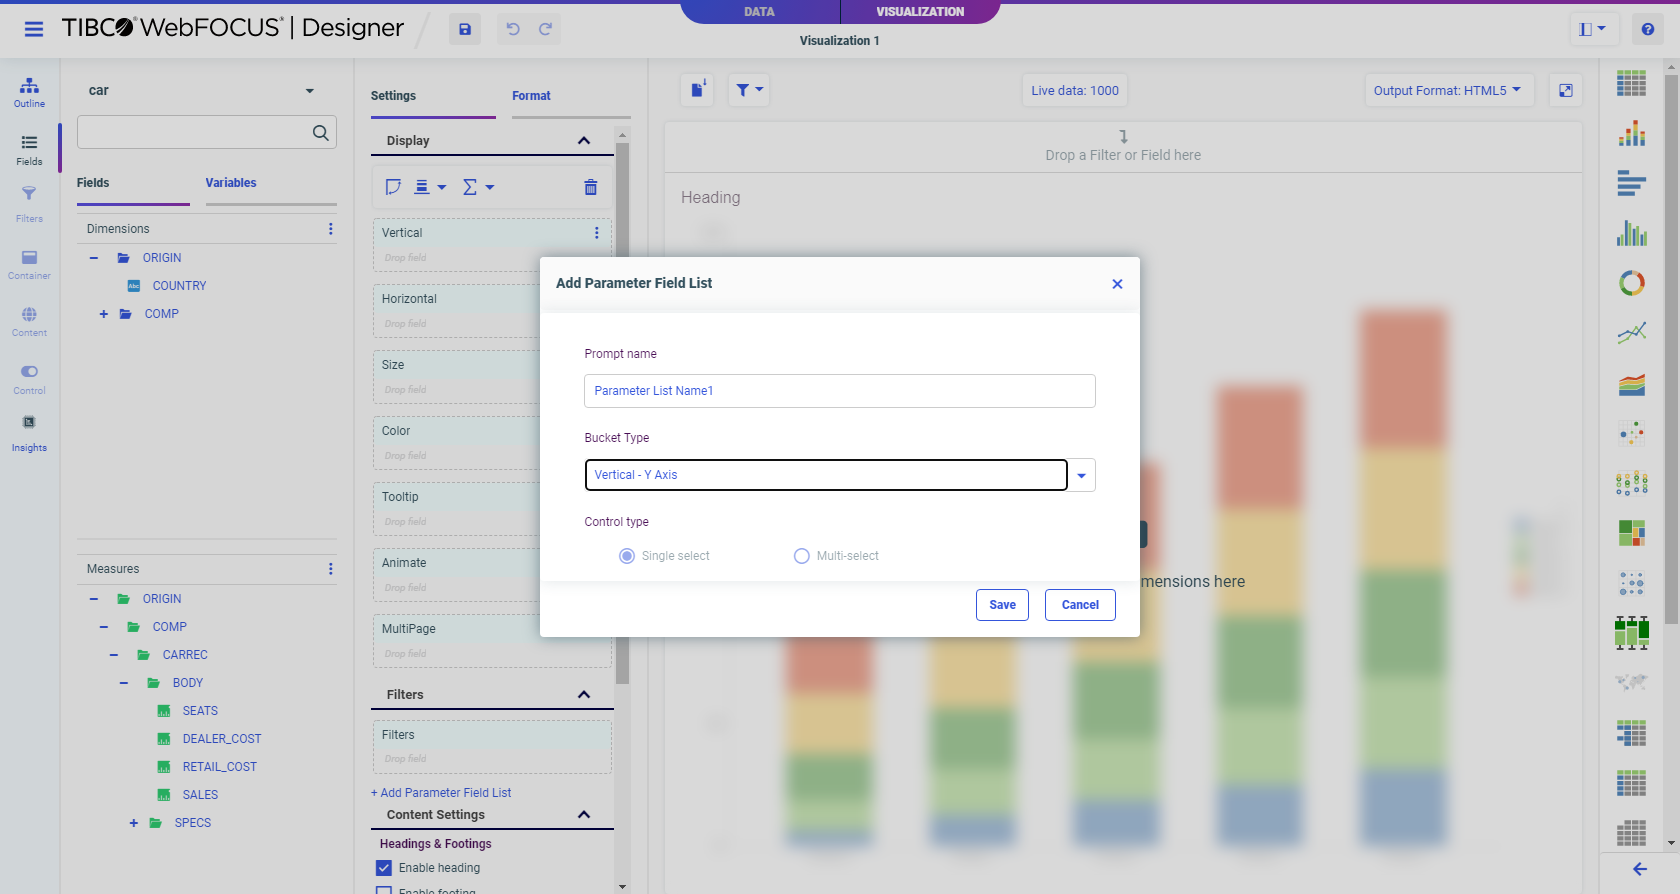 DATA
VISUALIZATION
TIBCO® WebFOCUS® | Designer
Visualization 1
Outline
Fields
Filters
Container
Content
Control
Insights
car
Fields
Variables
Dimensions
ORIGIN
Abc
COUNTRY
COMP
Measures
ORIGIN
COMP
CARREC
BODY
SEATS
DEALER_COST
RETAIL_COST
SALES
SPECS
Settings
Format
Display
Vertical
Drop field
Horizontal
Drop field
Size
Drop field
Color
Drop field
Tooltip
Drop field
Animate
Drop field
MultiPage
Drop field
Filters
Filters
Drop field
+ Add Parameter Field List
Content Settings
Headings & Footings
Enable heading
Enable footing
Live data: 1000
Output Format: HTML5
Drop a Filter or Field here
Heading
mensions here
Add Parameter Field List
Prompt name
Parameter List Name1
Bucket Type
Vertical - Y Axis
Control type
Single select
Multi-select
Save
Cancel